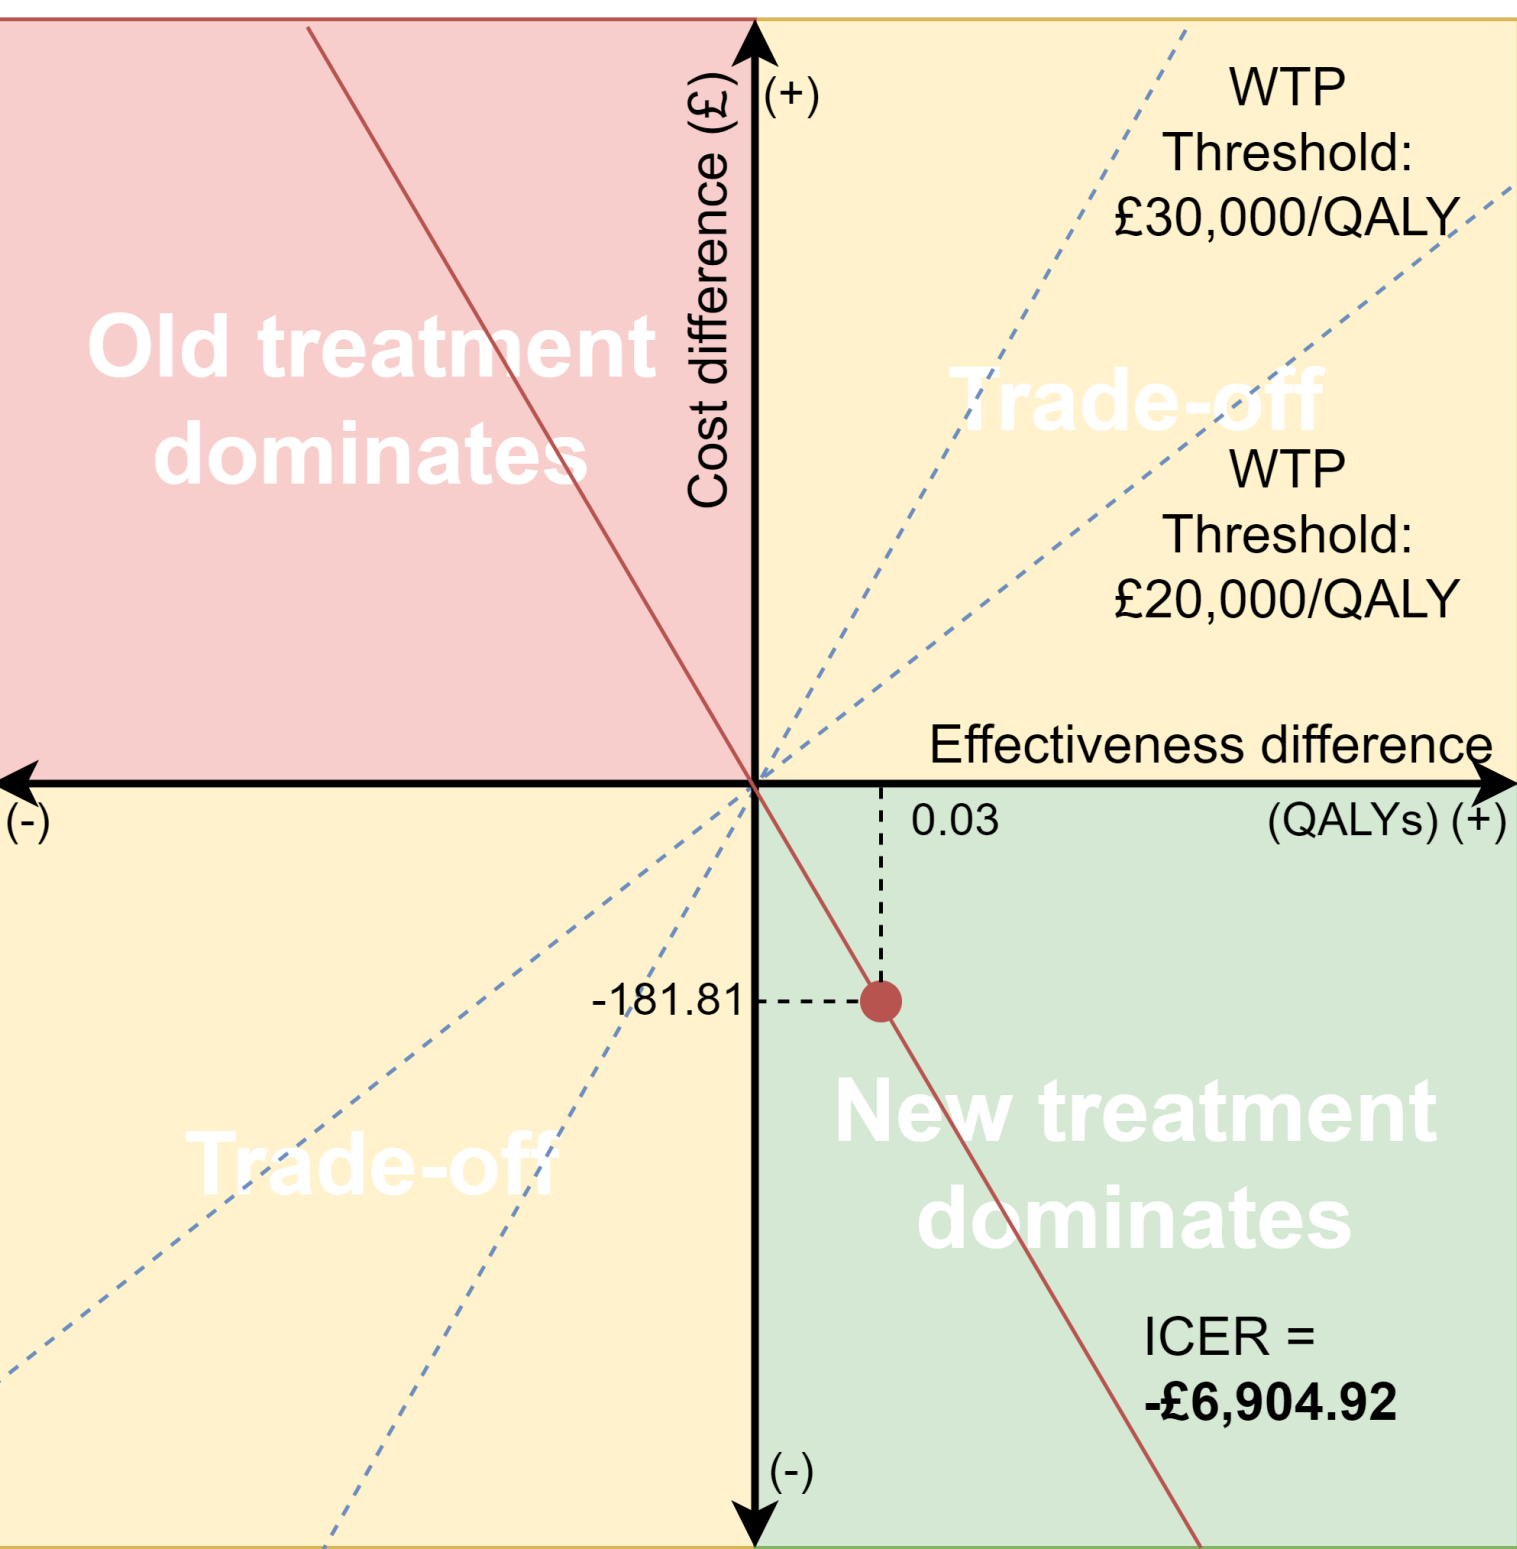 (+)
Cost difference (£)
WTP
Threshold:
£30,000/QALY
Old treatment
dominates
Trade-off
WTP
Threshold:
£20,000/QALY
Effectiveness difference
(-)
0.03
(QALYs) (+)
-181.81
Trade-off
New treatment
dominates
ICER =
-£6,904.92
(-)